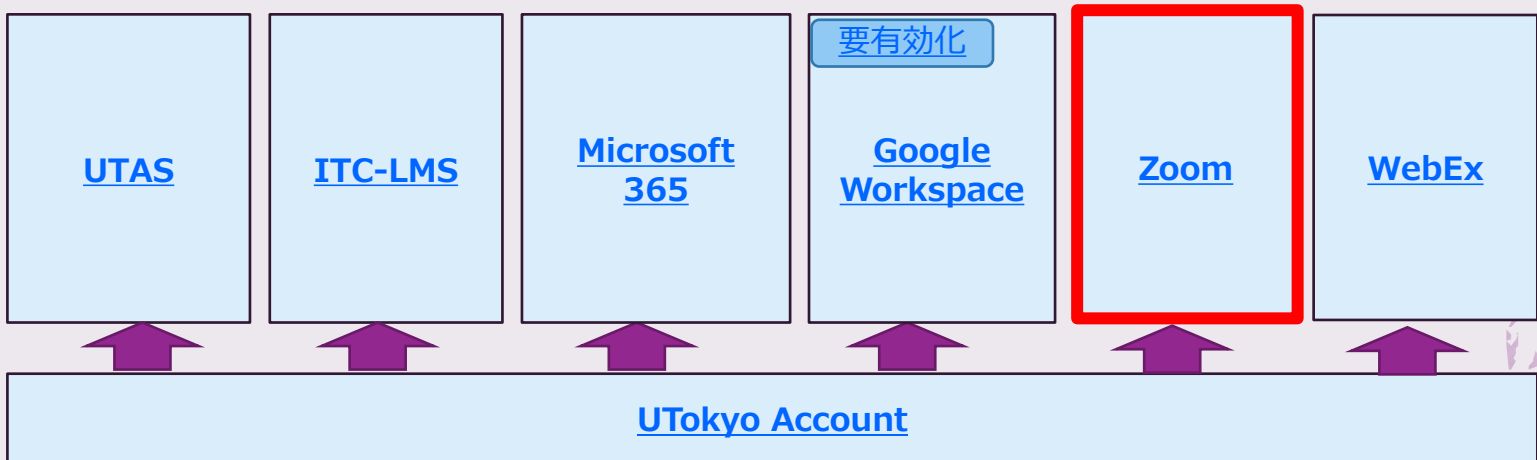 要有効化
UTAS
ITC-LMS
Microsoft
365
Google
Workspace
Zoom
WebEx
UTokyo Account